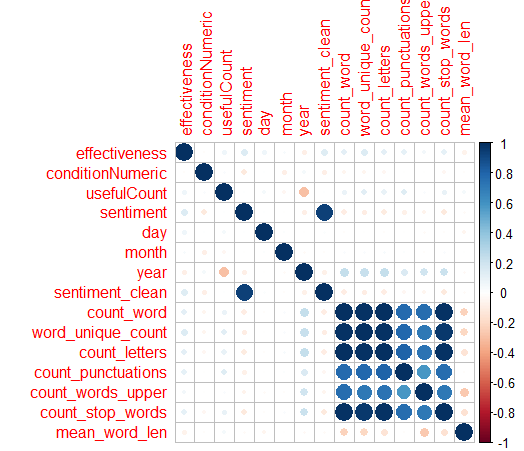 effectiveness
conditionNumeric
usefulCount
sentiment
day
month
year
sentiment_clean
count_word
word_unique_coun
count_letters
count_punctuations
count_words_uppe
count_stop_words
mean_word_len
effectiveness
conditionNumeric
usefulCount
sentiment
day
month
year
sentiment_clean
count_word
word_unique_count
count_letters
count_punctuations
count_words_upper
count_stop_words
mean_word_len
1
0.8
0.6
0.4
0.2
0
-0.2
-0.4
-0.6
-0.8
-1